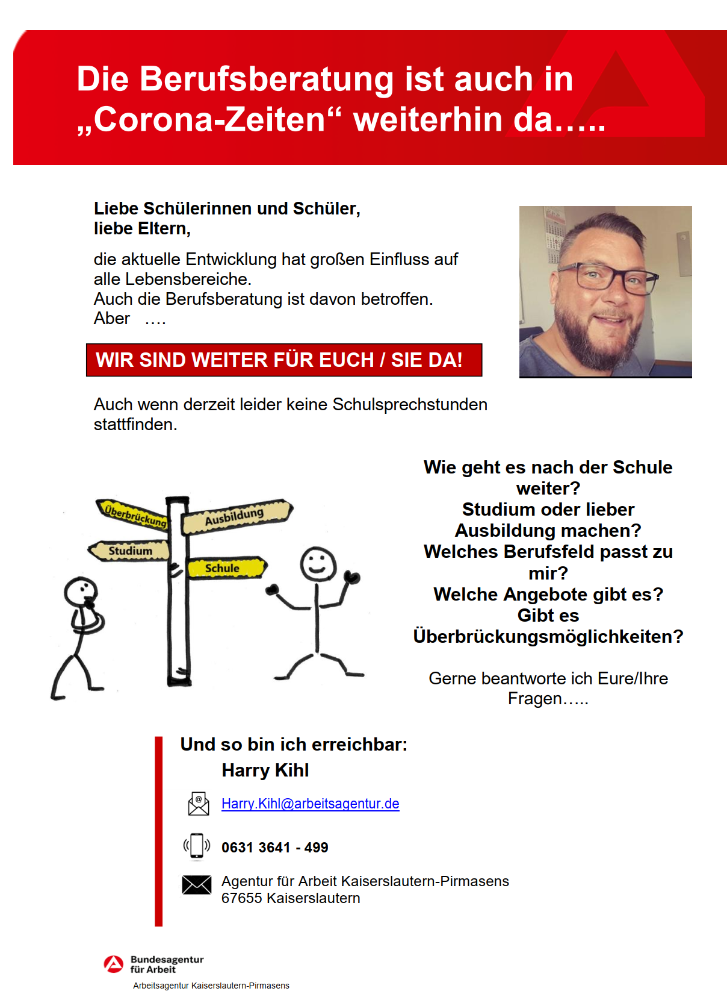 Die Berufsberatung ist auch in
„Corona-Zeiten“ weiterhin da…..
Liebe Schülerinnen und Schüler,
liebe Eltern,
die aktuelle Entwicklung hat großen Einfluss auf
alle Lebensbereiche.
Auch die Berufsberatung ist davon betroffen.
Aber ….
WIR SIND WEITER FÜR EUCH / SIE DA!
Auch wenn derzeit leider keine Schulsprechstunden
stattfinden.
Wie geht es nach der Schule
weiter?
Studium oder lieber
Ausbildung machen?
Welches Berufsfeld passt zu
mir?
Welche Angebote gibt es?
Gibt es
Überbrückungsmöglichkeiten?
Gerne beantworte ich Eure/Ihre
Fragen…..
Überbrückung
Ausbildung
Studium
Schule
Und so bin ich erreichbar:
Harry Kihl
@
Harry.Kihl@arbeitsagentur.de
0631 3641 - 499
Agentur für Arbeit Kaiserslautern-Pirmasens
67655 Kaiserslautern
Bundesagentur
für Arbeit
Arbeitsagentur Kaiserslautern-Pirmasens